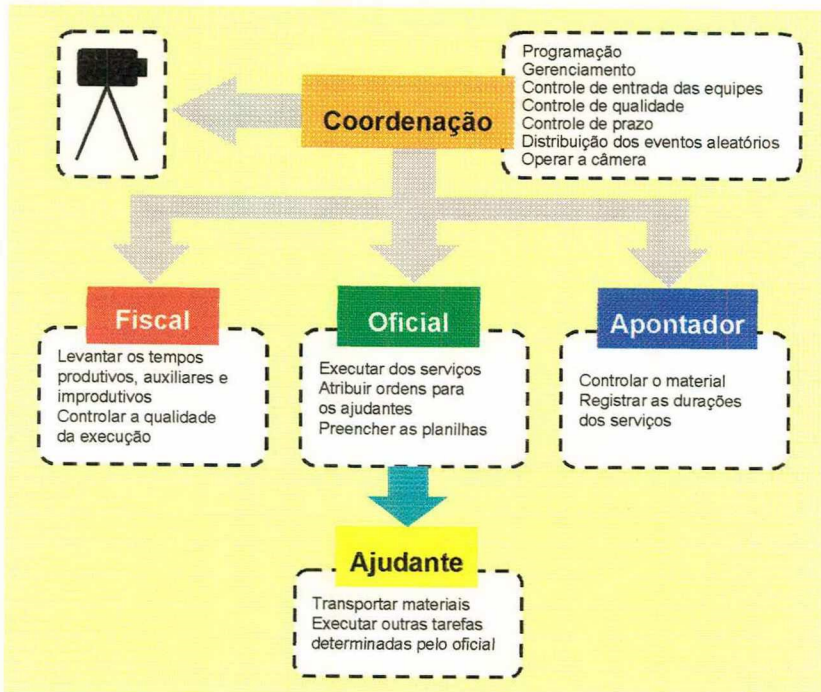 Coordenação
Programação
Gerenciamento
Controle de entrada das equipes
Controle de qualidade
Controle de prazo
Distribuição dos eventos aleatórios
Operar a câmera
Fiscal
Levantar os tempos
produtivos, auxiliares e
improdutivos
Controlar a qualidade
da execução
Oficial
Executar dos serviços
Atribuir ordens para
os ajudantes
Preencher as planilhas
Apontador
Controlar o material
Registrar as durações
dos serviços
Ajudante
Transportar materiais
Executar outras tarefas
determinadas pelo oficial